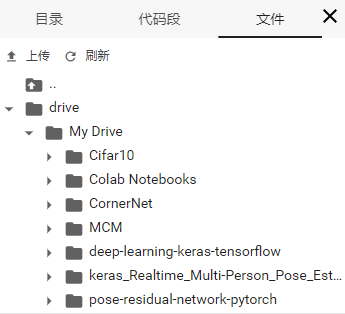 目录 代码段 文件
上传 刷新
..
drive
My Drive
Cifar10
Colab Notebooks
CornerNet
MCM
deep-learning-keras-tensorflow
keras_Realtime_Multi-Person_Pose_Est...
pose-residual-network-pytorch